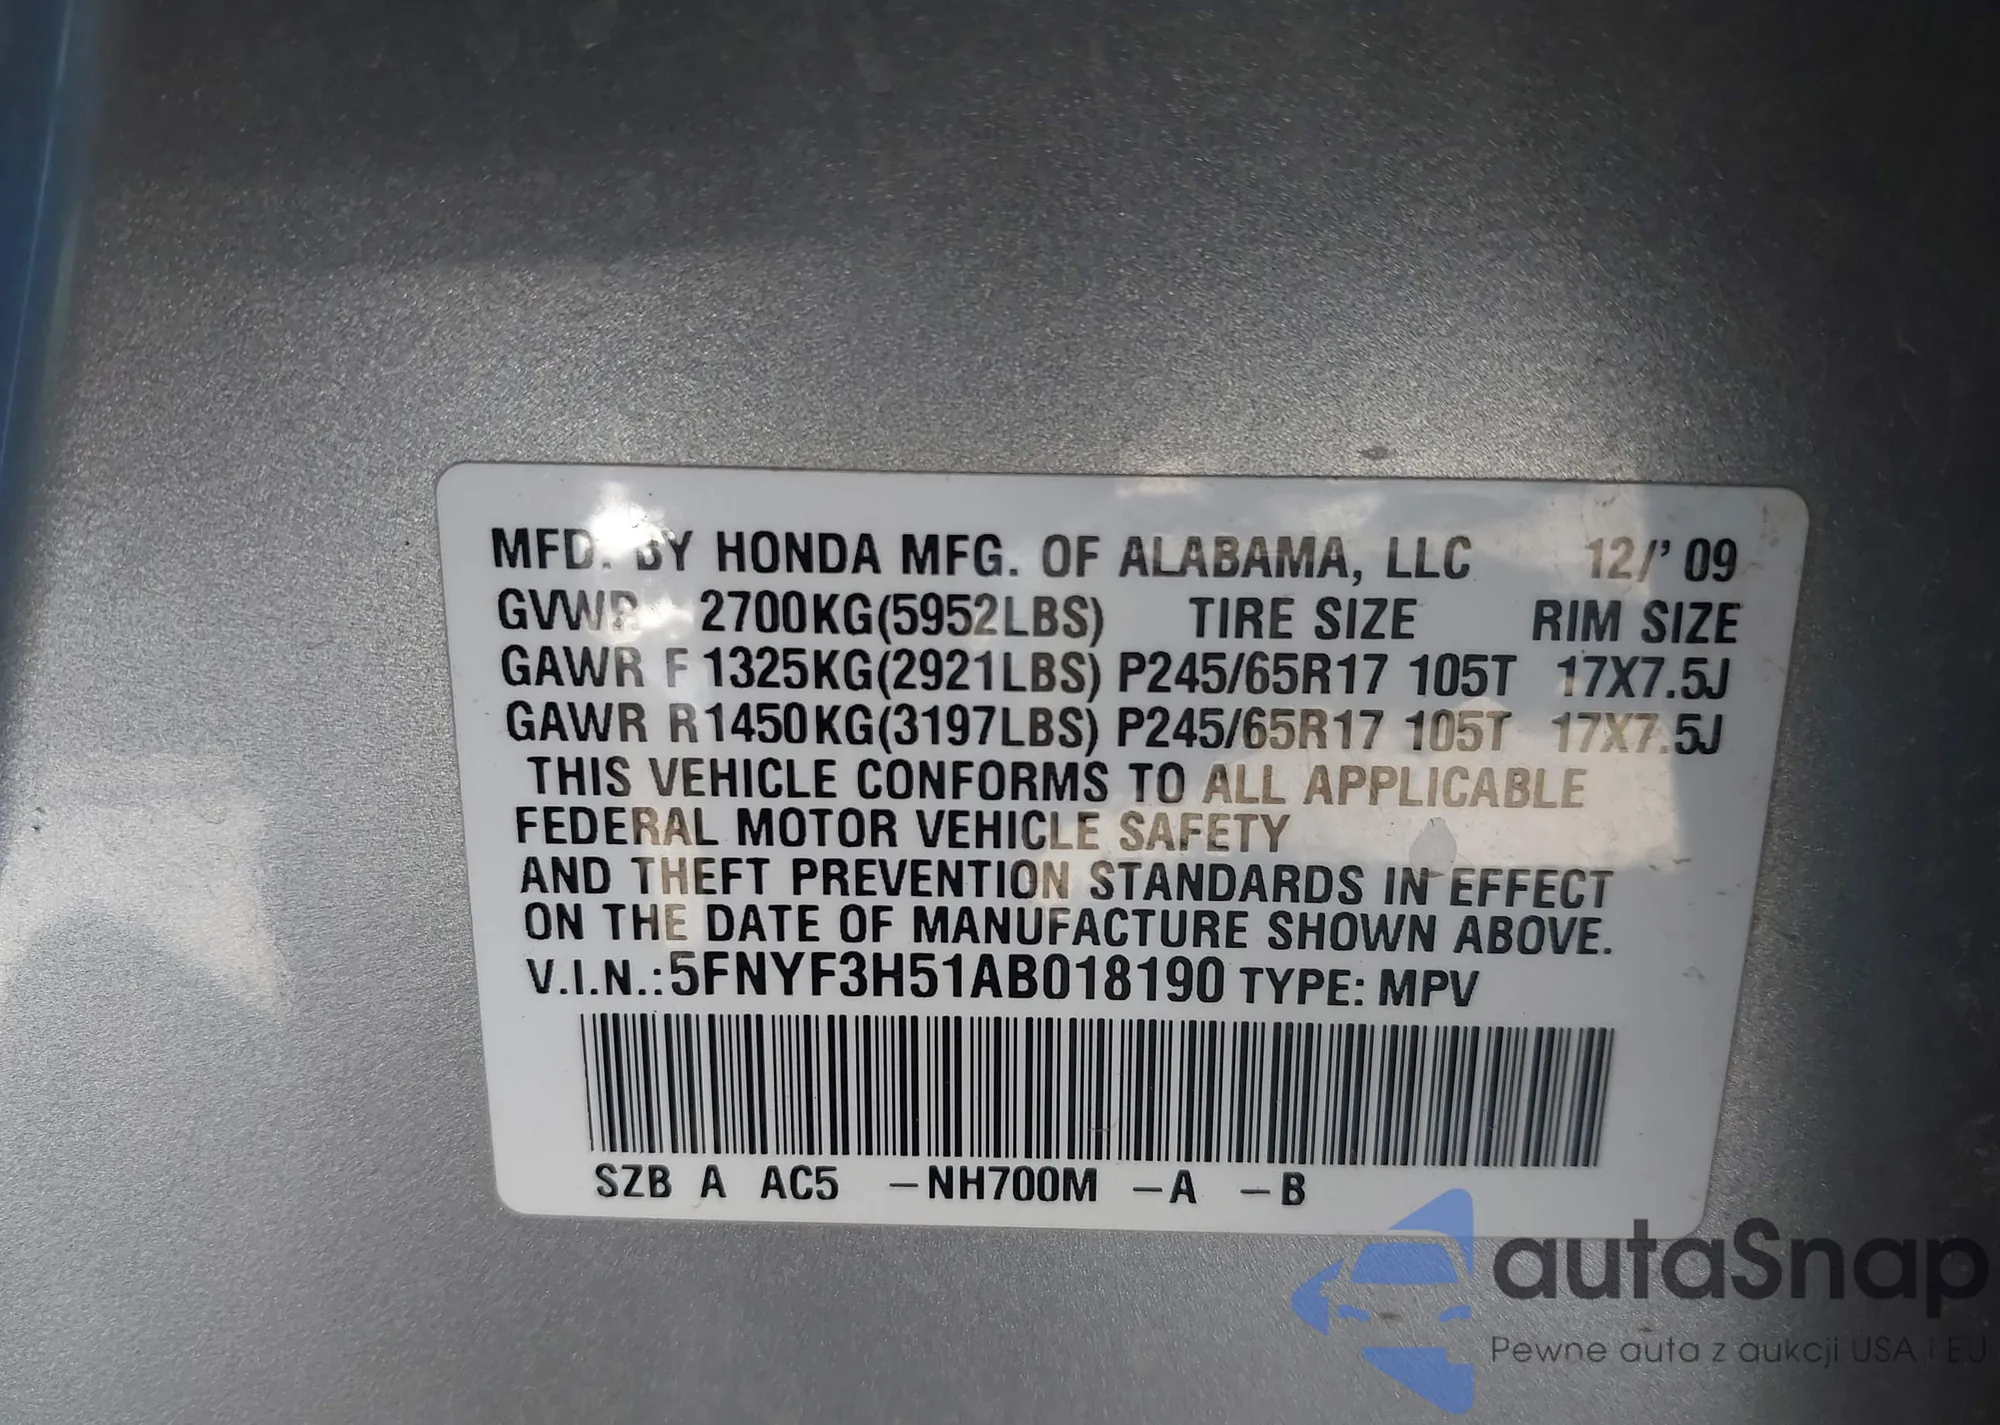 MFD. BY HONDA MFG. OF ALABAMA, LLC 12/'09
GVWR 2700KG(5952LBS) TIRE SIZE RIM SIZE
GAWR F 1325KG(2921LBS) P245/65R17 105T 17X7.5J
GAWR R1450KG(3197LBS) P245/65R17 105T 17X7.5J
THIS VEHICLE CONFORMS TO ALL APPLICABLE
FEDERAL MOTOR VEHICLE SAFETY
AND THEFT PREVENTION STANDARDS IN EFFECT
ON THE DATE OF MANUFACTURE SHOWN ABOVE.
V.I.N.:5FNYF3H51AB018190 TYPE: MPV
SZB A AC5 –NH700M –A –B
autaSnap
Pewne auta z aukcji USA i EU